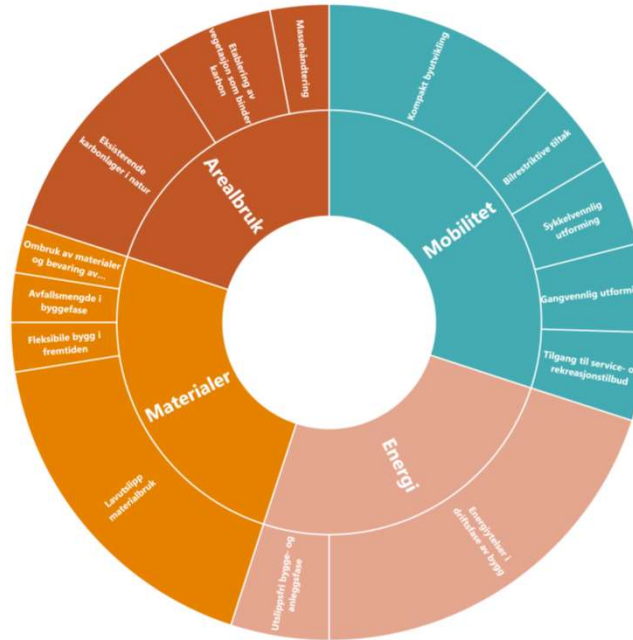 Mobilitet
Kompakt byutvikling
Bilrestriktive tiltak
Sykkelvennlig
utforming
Gangvennlig utformi
Tilgang til service- o
rekreasjonstilbud
Energi
Energiytelser i
driftsfase av bygg
Utslippsfri bygge- og
anleggsfase
Materialer
Lavutslipp
materialbruk
Fleksibile bygg i
fremtiden
Avfallsmengde i
byggefase
Ombruk av materialer
og bevaring av...
Arealbruk
Eksisterende
karbonlager i natur
Etablering av
vegetasjon som binder
karbon
Massehåndtering